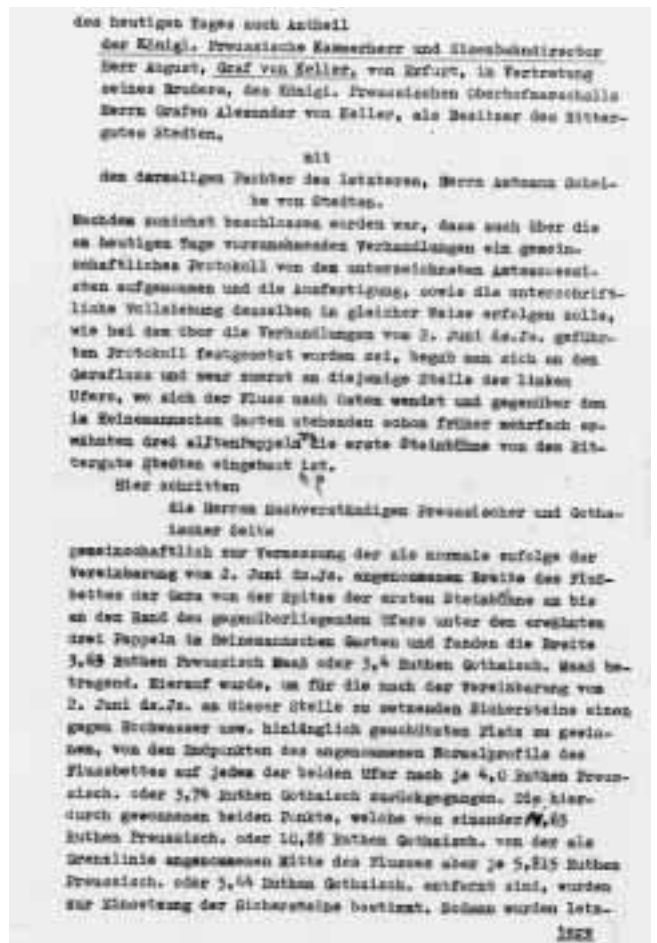 des heutigen Tages auch Antheil
der Königl. Preussische Kammerherr und Eisenbahndirector
Herr August, Graf von Keller, von Erfurt, in Vertretung
seines Bruders, des Königl. Preussischen Oberhofmarschalls
Herrn Grafen Alexander von Keller, als Besitzer des Ritter-
gutes Stedten,
mit
dem dermaligen Pachter des letzteren, Herrn Amtmann
von Stedten.
Nachdem zunächst beschlossen worden war, dass auch über die
am heutigen Tage vorzunehmenden Verhandlungen ein gemein-
schaftliches Protokoll von dem unterzeichneten Amtsassessi-
sten aufgenommen und die Ausfertigung, sowie die unterschrift-
liche Vollziehung desselben in gleicher Weise erfolgen solle,
wie bei dem über die Verhandlungen vom 2. Juni ds.Js. geführ-
ten Protokoll festgesetzt worden sei, begab man sich an den
Gerafluss und zwar zuerst an diejenige Stelle des linken
Ufers, wo sich der Fluss nach Osten wendet und gegenüber den
im Heinemannschen Garten stehenden schon früher mehrfach er-
wähnten drei Pappeln die erste Steinbühne von dem Rit-
tergute Stedten eingebaut ist.
Hier schritten
die Herren Sachverständigen Preussischer und Gotha-
ischer Seite
gemeinschaftlich zur Vermessung der als normale zufolge der
Vereinbarung vom 2. Juni ds.Js. angenommenen Breite des Fluß-
bettes der Gera von der Spitze der ersten Steinbühne an bis
an den Rand des gegenüberliegenden Ufers unter den erwähnten
drei Pappeln im Heinemannschen Garten und fanden die Breite
3,63 Ruthen Preussisch Maaß oder 3,4 Ruthen Gothaisch. Maaß be-
tragend. Hierauf wurde, um für die nach der Vereinbarung vom
2. Juni ds.Js. an dieser Stelle zu setzenden Sichersteine einen
gegen Hochwasser usw. hinlänglich geschützten Platz zu gewin-
nen, von den Endpunkten des angenommenen Normalprofils des
Flussbettes auf jedem der beiden Ufer nach je 4,0 Ruthen Preus-
sisch. oder 3,74 Ruthen Gothaisch zurückgegangen. Die hier-
durch gewonnenen beiden Punkte, welche von einander 11,63
Ruthen Preussisch. oder 10,88 Ruthen Gothaisch. von der als
Grenzlinie angenommenen Mitte des Flusses aber je 5,815 Ruthen
Preussisch. oder 5,44 Ruthen Gothaisch. entfernt sind, wurden
zur Einsetzung der Sichersteine bestimmt. Sodann wurden letz-